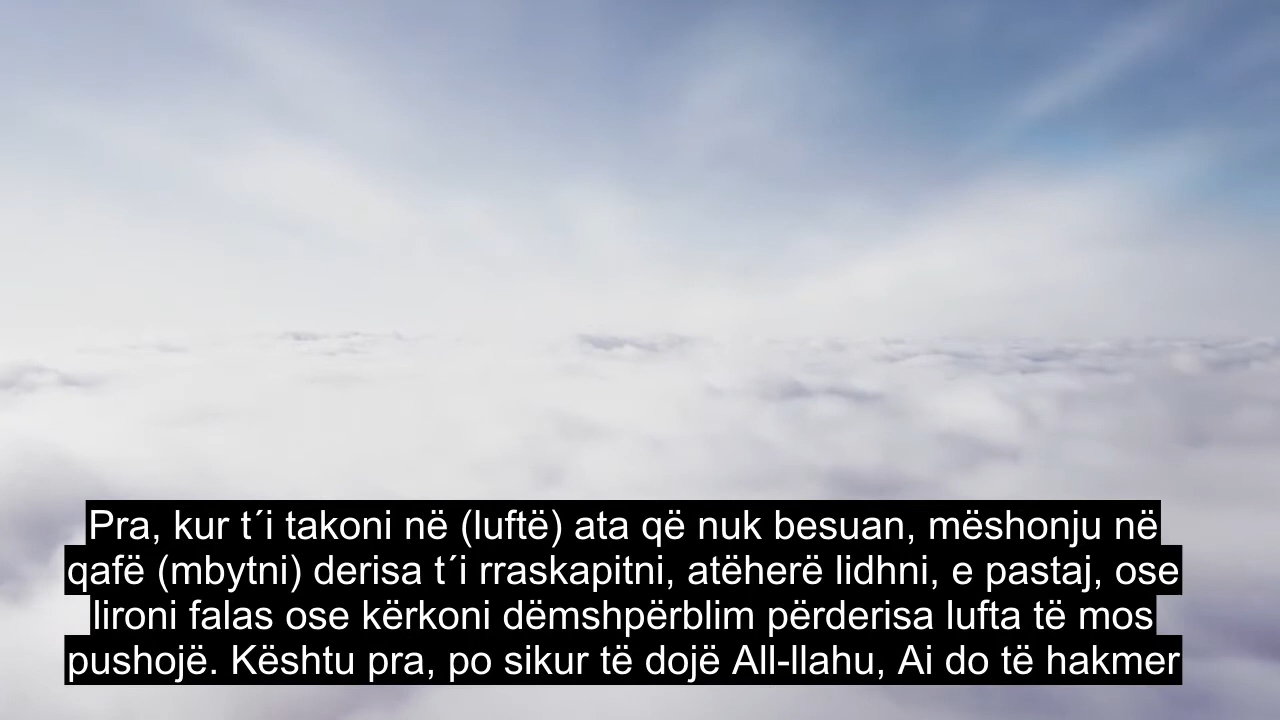 Pra, kur t´i takoni në (luftë) ata që nuk besuan, mëshonju në
qafë (mbytni) derisa t´i rraskapitni, atëherë lidhni, e pastaj, ose
lironi falas ose kërkoni dëmshpërblim përderisa lufta të mos
pushojë. Kështu pra, po sikur të dojë All-llahu, Ai do të hakmer